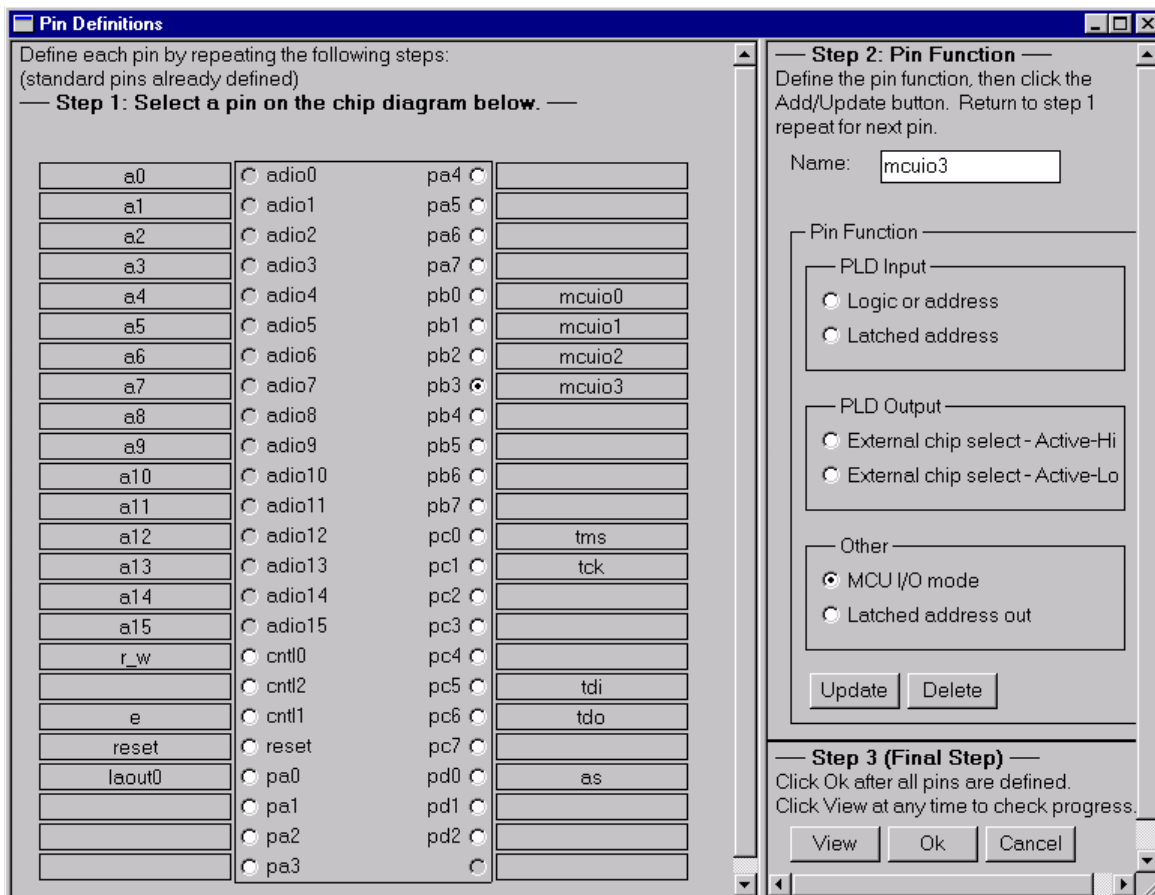 Pin Definitions
Define each pin by repeating the following steps:
(standard pins already defined)
Step 1: Select a pin on the chip diagram below.
a0 adio0 pa4
a1 adio1 pa5
a2 adio2 pa6
a3 adio3 pa7
a4 adio4 pb0 mcuio0
a5 adio5 pb1 mcuio1
a6 adio6 pb2 mcuio2
a7 adio7 pb3 mcuio3
a8 adio8 pb4
a9 adio9 pb5
a10 adio10 pb6
a11 adio11 pb7
a12 adio12 pc0 tms
a13 adio13 pc1 tck
a14 adio14 pc2
a15 adio15 pc3
r_w cntl0 pc4
cntl2 pc5 tdi
e cntl1 pc6 tdo
reset reset pc7
laout0 pa0 pd0 as
pa1 pd1
pa2 pd2
pa3
Step 2: Pin Function
Define the pin function, then click the
Add/Update button. Return to step 1
repeat for next pin.
Name: mcuio3
Pin Function
PLD Input
Logic or address
Latched address
PLD Output
External chip select - Active-Hi
External chip select - Active-Lo
Other
MCU I/O mode
Latched address out
Update Delete
Step 3 (Final Step)
Click Ok after all pins are defined.
Click View at any time to check progress.
View Ok Cancel